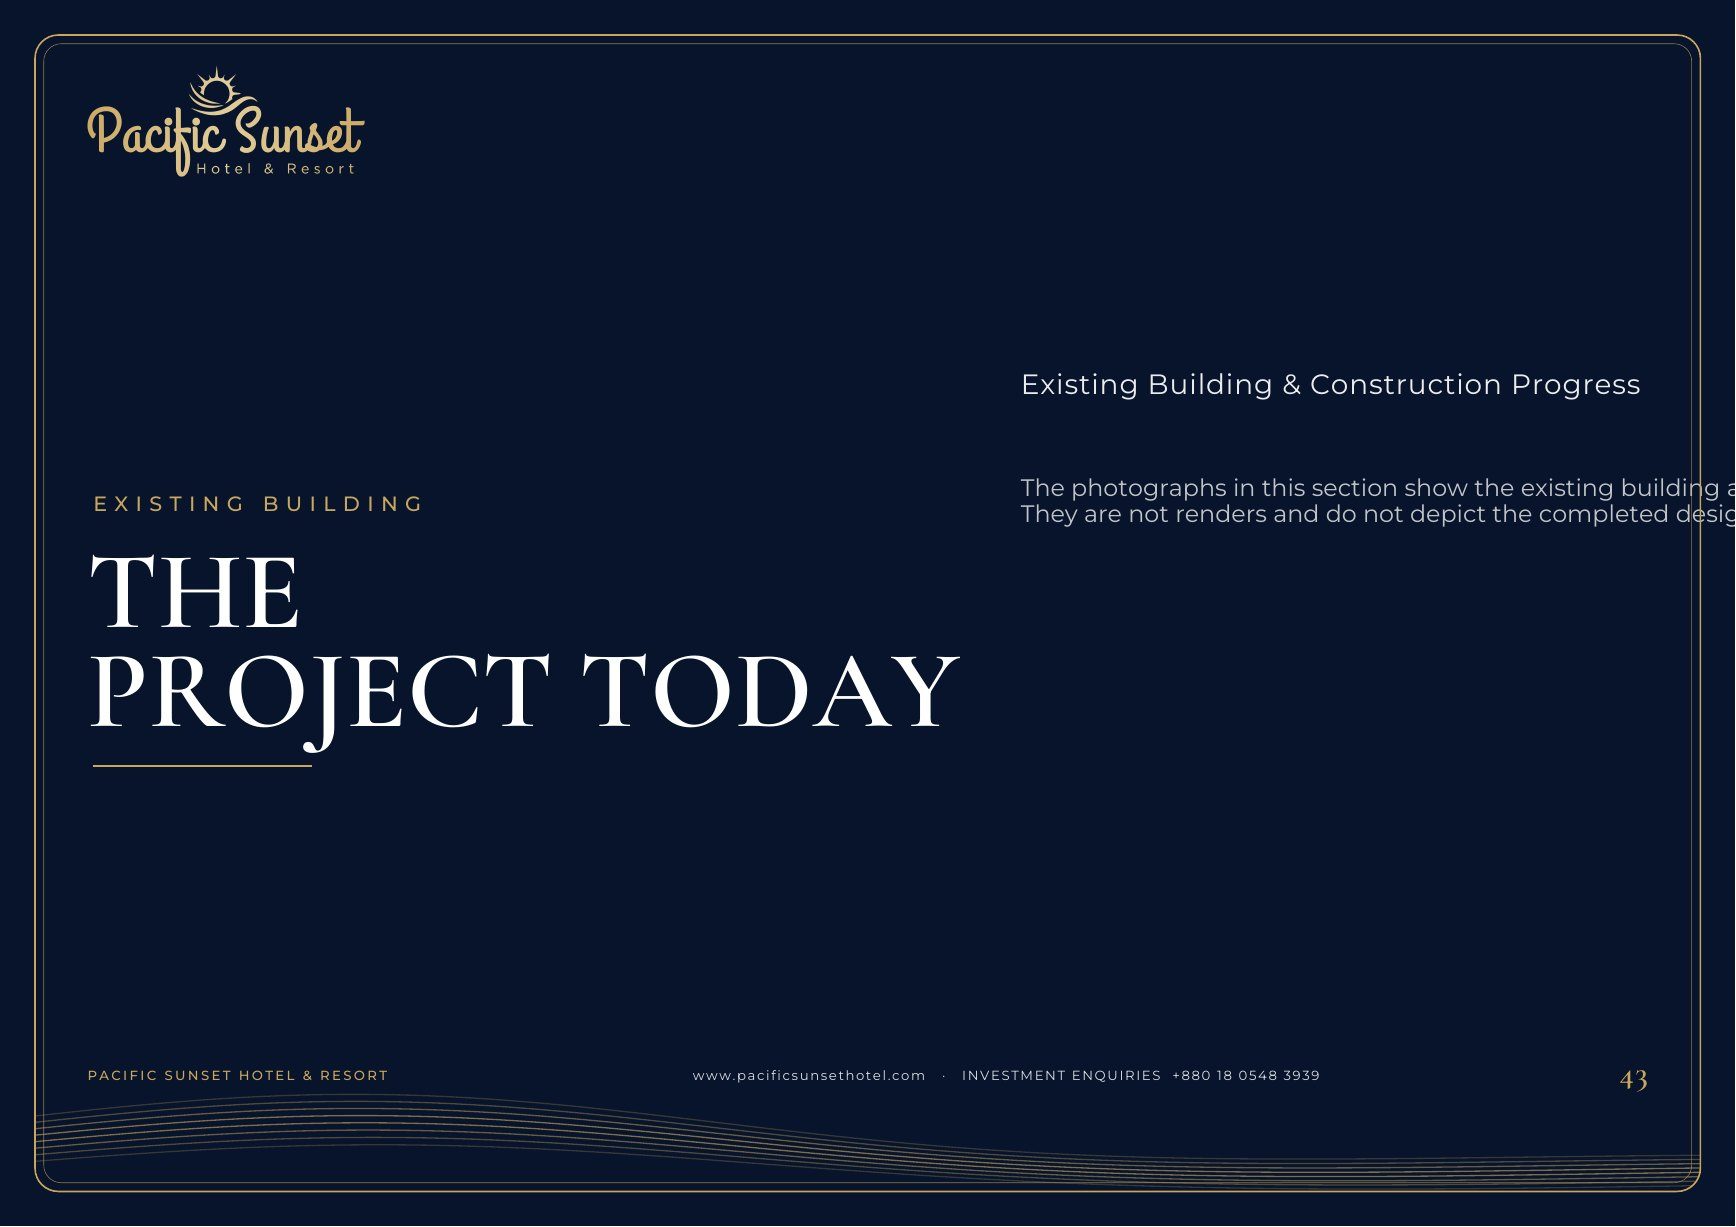 Pacific Sunset
Hotel & Resort
Existing Building & Construction Progress
The photographs in this section show the existing building
They are not renders and do not depict the completed
EXISTING BUILDING
THE
PROJECT TODAY
PACIFIC SUNSET HOTEL & RESORT
www.pacificsunsethotel.com · INVESTMENT ENQUIRIES +880 18 0548 3939
43